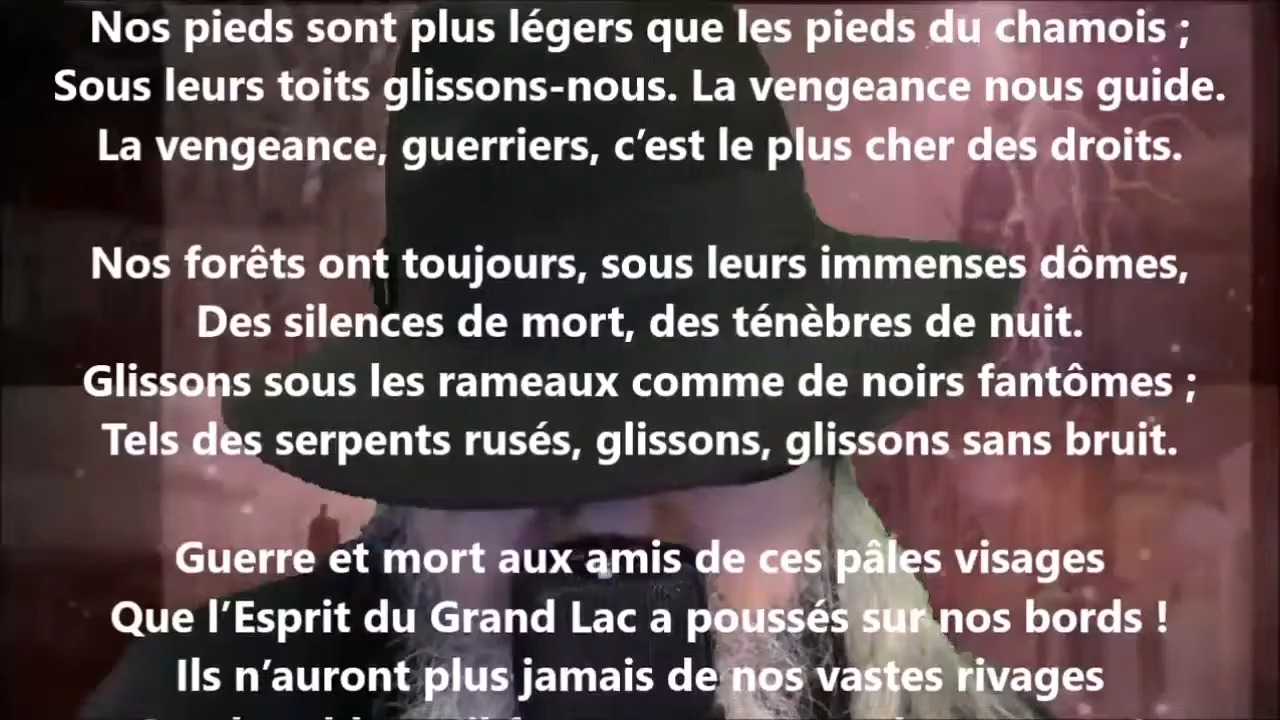 Nos pieds sont plus légers que les pieds du chamois ;
Sous leurs toits glissons-nous. La vengeance nous guide.
La vengeance, guerriers, c’est le plus cher des droits.
Nos forêts ont toujours, sous leurs immenses dômes,
Des silences de mort, des ténèbres de nuit.
Glissons sous les rameaux comme de noirs fantômes ;
Tels des serpents rusés, glissons, glissons sans bruit.
Guerre et mort aux amis de ces pâles visages
Que l’Esprit du Grand Lac a poussés sur nos bords !
Ils n’auront plus jamais de nos vastes rivages